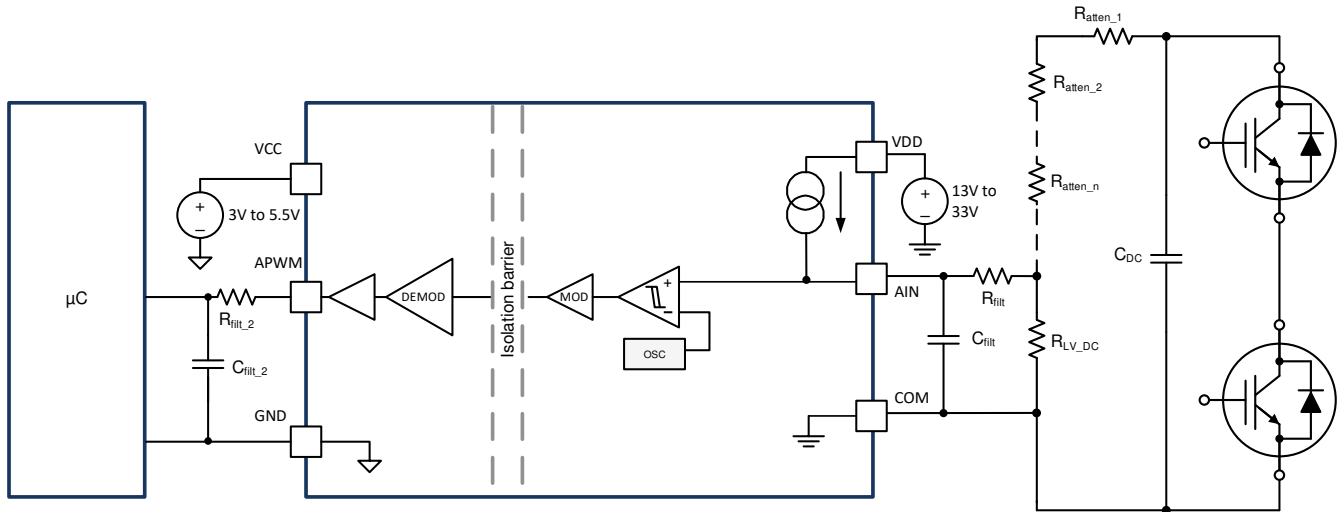 μC
VCC
+
−
3V to 5.5V
APWM
Rfilt_2
Cfilt_2
GND
DEMOD
Isolation barrier
MOD
+
−
OSC
VDD
+
−
13V to
33V
AIN
Rfilt
Cfilt
COM
Ratten_1
Ratten_2
Ratten_n
RLV_DC
CDC